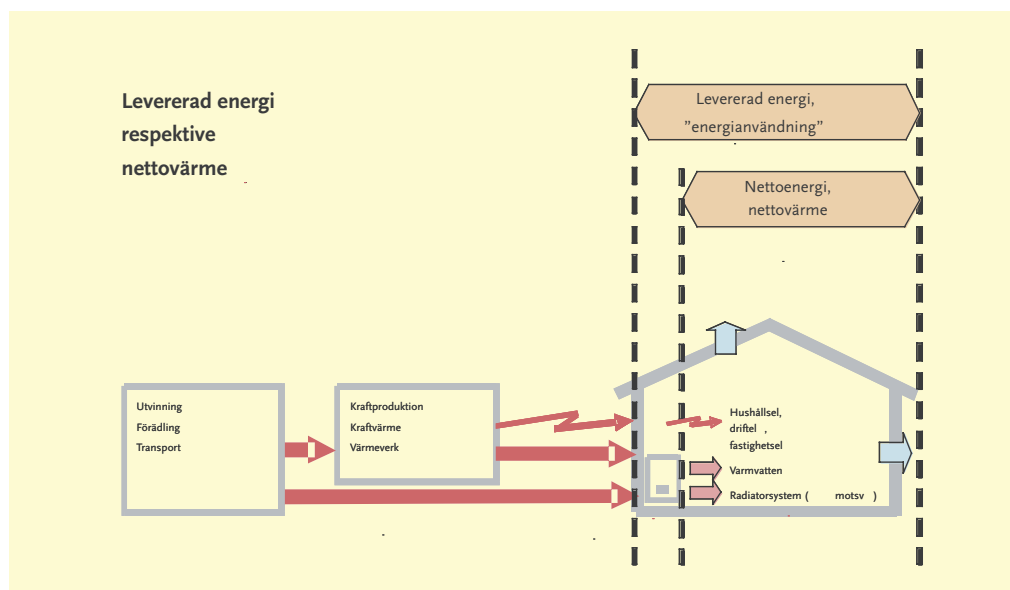 Levererad energi
respektive
nettovärme
Levererad energi,
”energianvändning”
Nettoenergi,
nettovärme
Utvinning
Förädling
Transport
Kraftproduktion
Kraftvärme
Värmeverk
Hushållsel,
driftel ,
fastighetsel
Varmvatten
Radiatorsystem ( motsv )